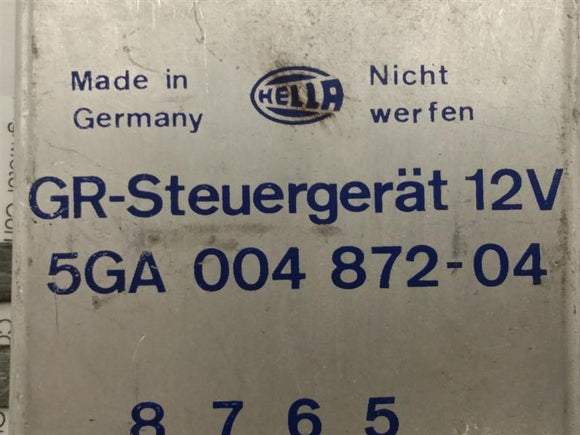 Made in
Germany
HELLA
Nicht
werfen
GR-Steuergerät 12V
5GA 004 872-04
8 7 6 5